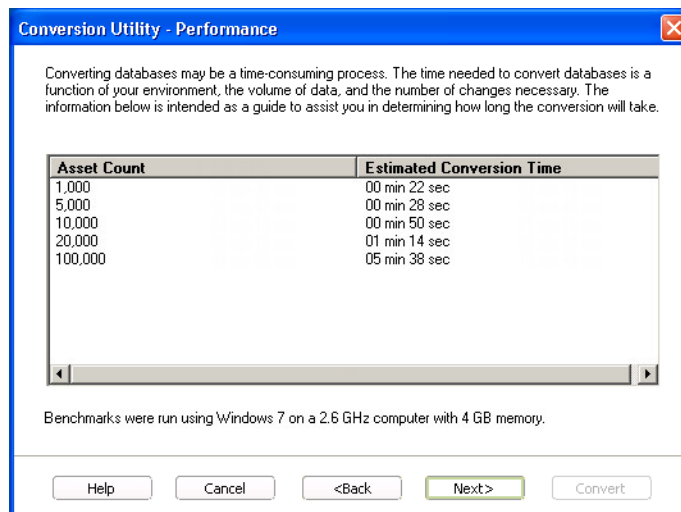 Conversion Utility - Performance
Converting databases may be a time-consuming process. The time needed to convert databases is a
function of your environment, the volume of data, and the number of changes necessary. The
information below is intended as a guide to assist you in determining how long the conversion will take.
Asset Count Estimated Conversion Time
1,000 00 min 22 sec
5,000 00 min 28 sec
10,000 00 min 50 sec
20,000 01 min 14 sec
100,000 05 min 38 sec
Benchmarks were run using Windows 7 on a 2.6 GHz computer with 4 GB memory.
Help Cancel <Back Next> Convert